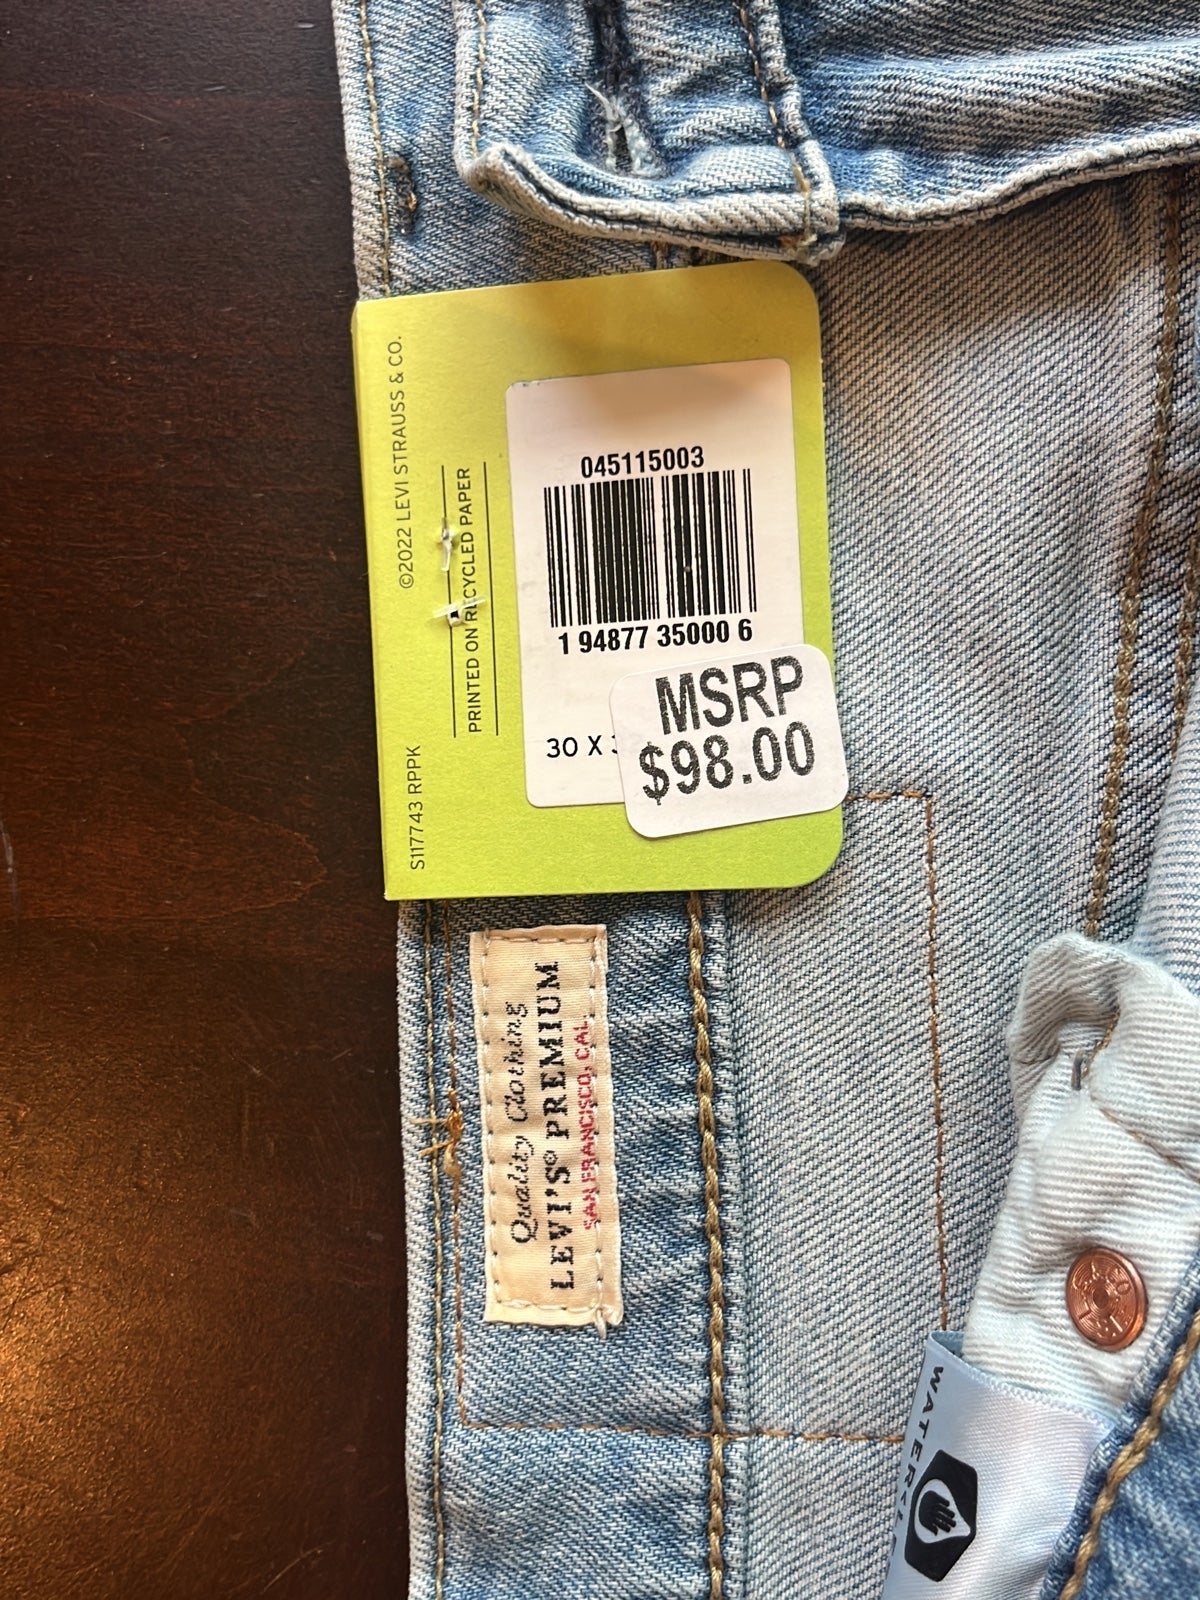 ©2022 LEVI STRAUSS & CO.
PRINTED ON RECYCLED PAPER
S117743 RPPK
045115003
1 94877 35000 6
30 X
MSRP
$98.00
Quality Clothing
LEVI'S® PREMIUM
SAN FRANCISCO, CAL.